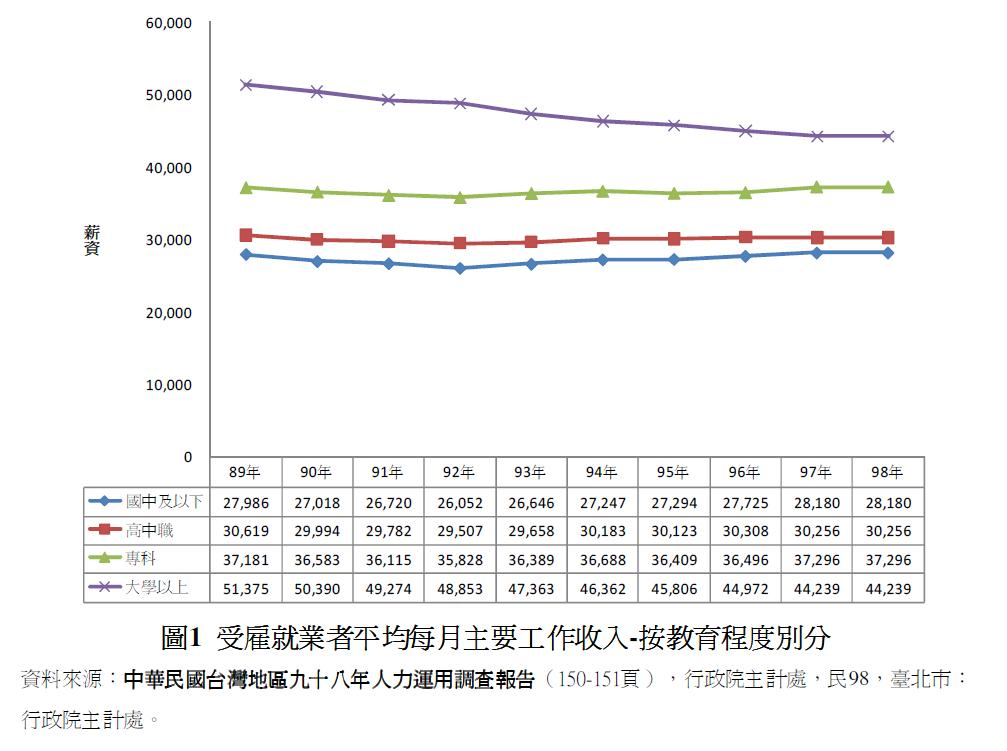 60,000
50,000
40,000
30,000
20,000
10,000
0
薪資
89年 90年 91年 92年 93年 94年 95年 96年 97年 98年
國中及以下 27,986 27,018 26,720 26,052 26,646 27,247 27,294 27,725 28,180 28,180
高中職 30,619 29,994 29,782 29,507 29,658 30,183 30,123 30,308 30,256 30,256
專科 37,181 36,583 36,115 35,828 36,389 36,688 36,409 36,496 37,296 37,296
大學以上 51,375 50,390 49,274 48,853 47,363 46,362 45,806 44,972 44,239 44,239
圖1 受雇就業者平均每月主要工作收入-按教育程度別分
資料來源：中華民國台灣地區九十八年人力運用調查報告（150-151頁），行政院主計處，民98，臺北市：
行政院主計處。